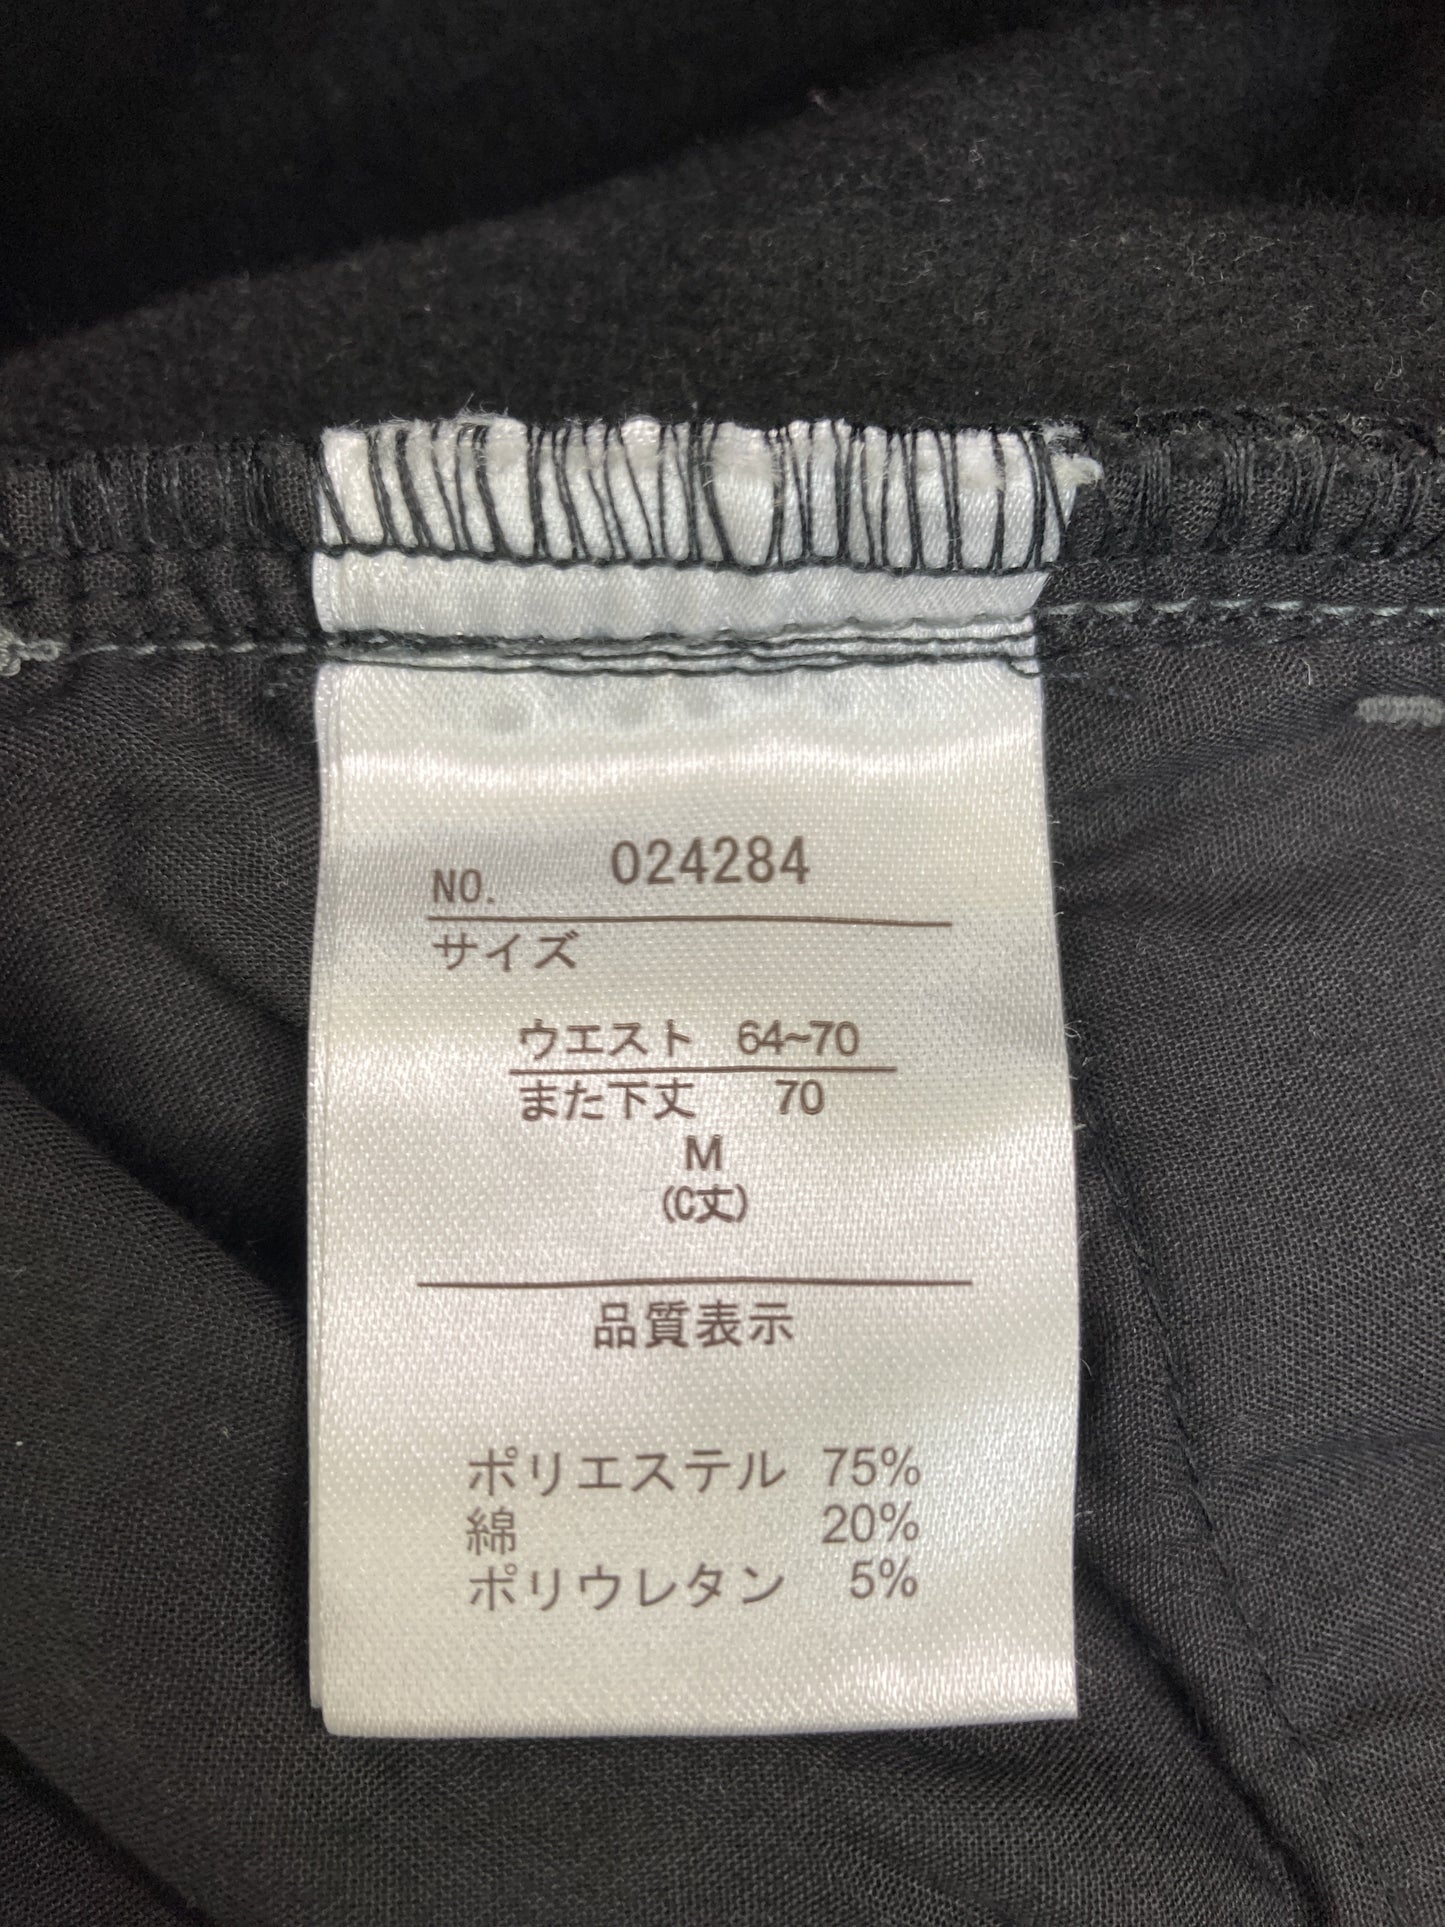 NO. 024284
サイズ
ウエスト 64~70
また下丈 70
M
(C丈)
品質表示
ポリエステル 75%
綿 20%
ポリウレタン 5%